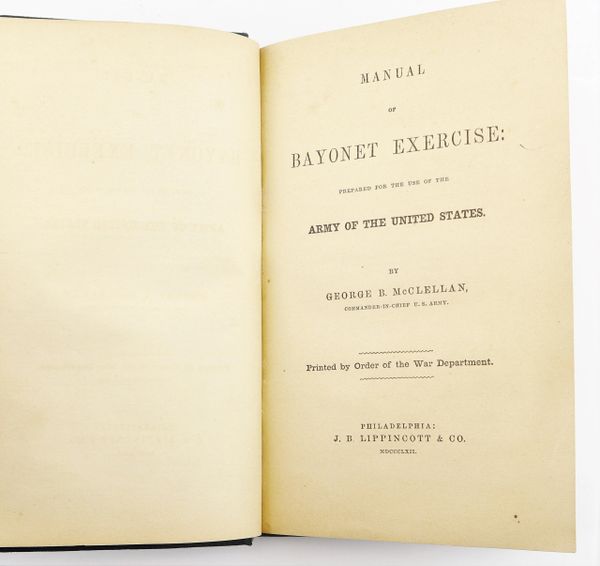 MANUAL
OF
BAYONET EXERCISE:
PREPARED FOR THE USE OF THE
ARMY OF THE UNITED STATES.
BY
GEORGE B. McCLELLAN,
COMMANDER-IN-CHIEF U. S. ARMY.
Printed by Order of the War Department.
PHILADELPHIA:
J. B. LIPPINCOTT & CO.
MDCCCLXII.